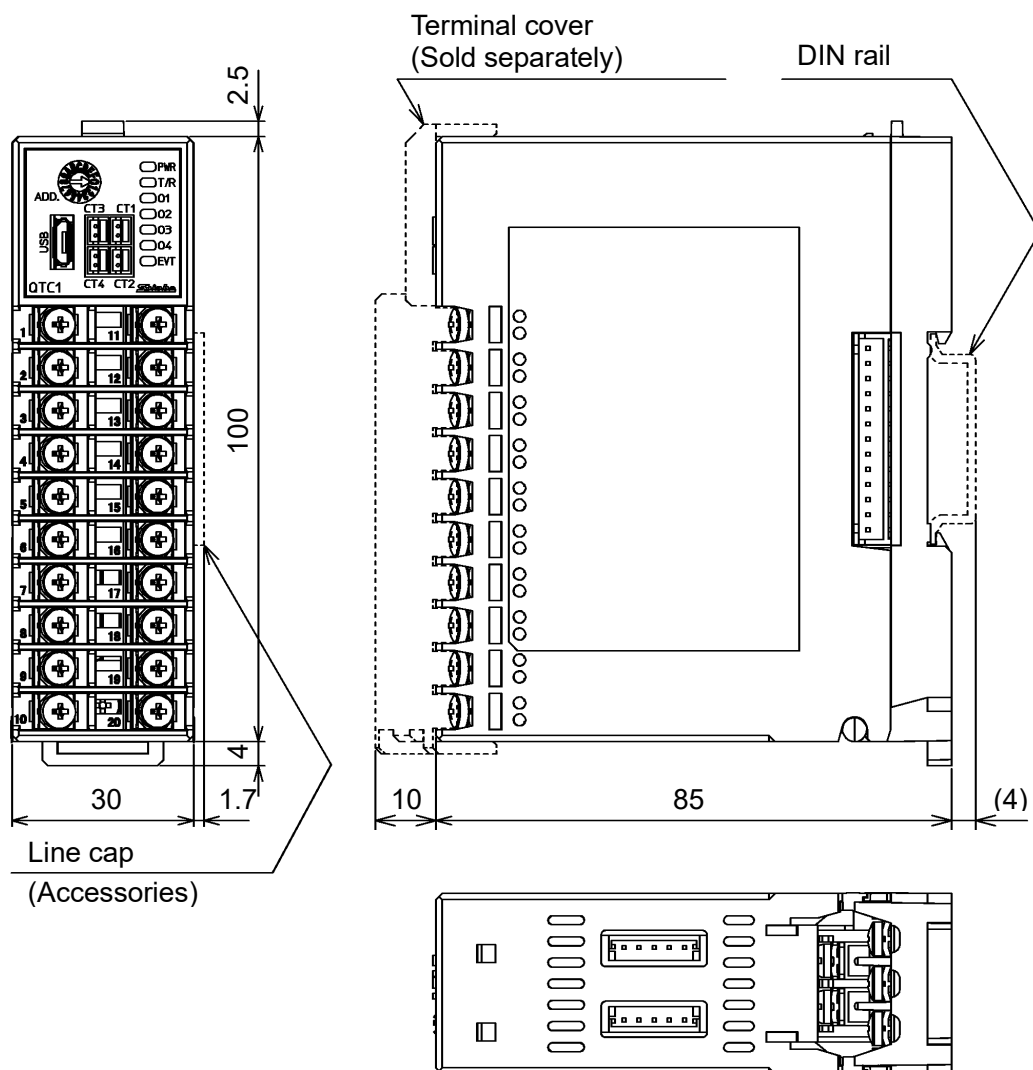 Terminal cover
(Sold separately)
DIN rail
2.5
PWR
T/R
O1
O2
O3
O4
EVT
ADD.
CT3 CT1
USB
CT4 CT2
QTC1
Shinko
1 11
2 12
3 13
4 14
5 15
6 16
7 17
8 18
9 19
10 20
100
4
30
1.7
10
85
(4)
Line cap
(Accessories)